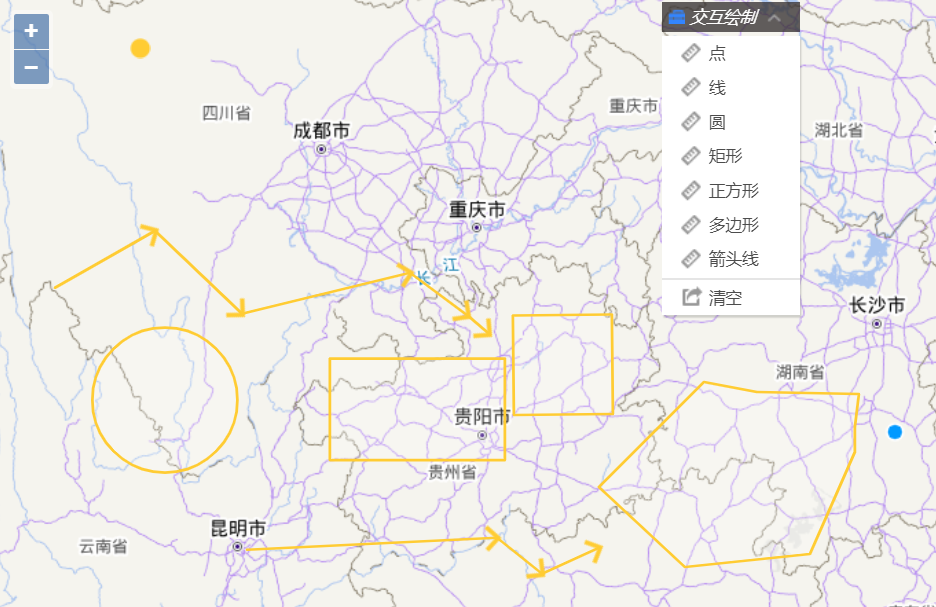 +
−
交互绘制
点
线
圆
矩形
正方形
多边形
箭头线
清空
四川省
成都市
重庆市
湖北省
重庆市
长江
长沙市
湖南省
贵阳市
贵州省
昆明市
云南省